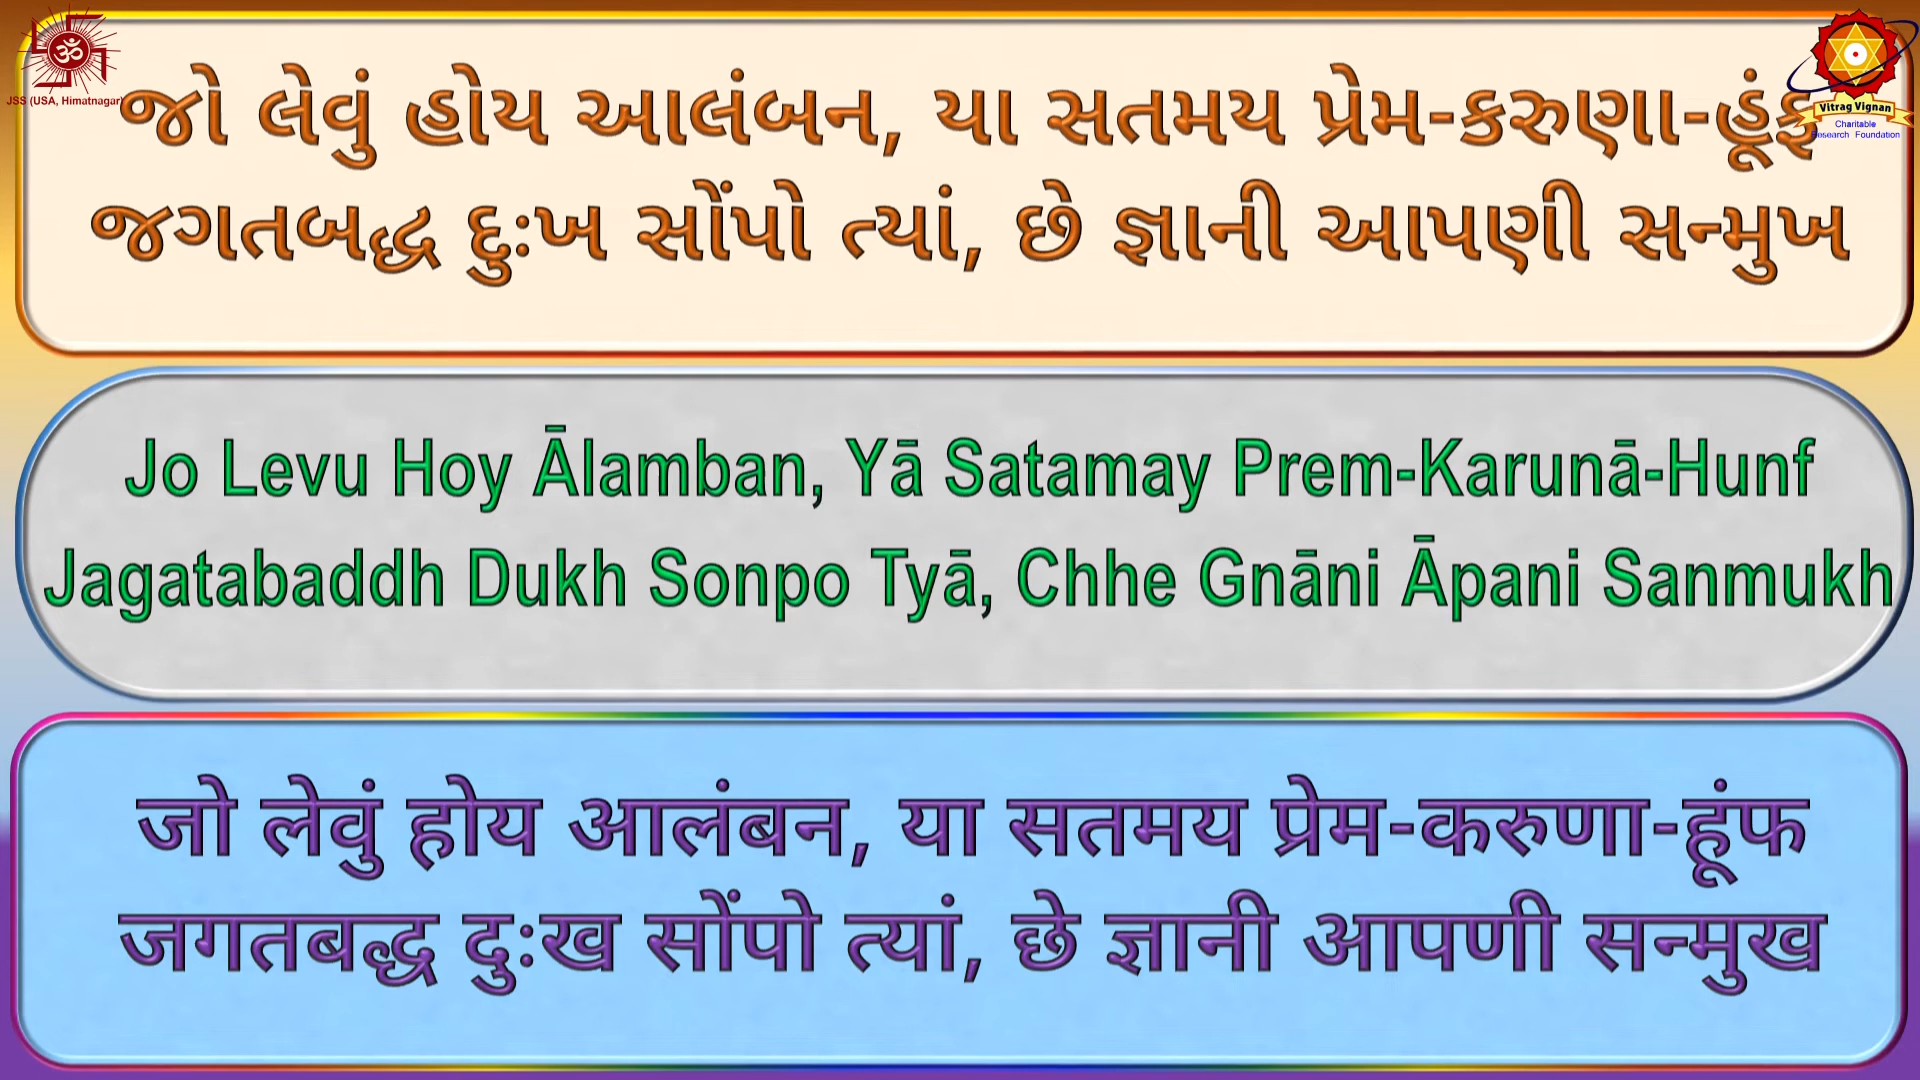 જો લેવું હોય આલંબન, યા સતમય પ્રેમ-કરુણા-હૂંફ
જગતબદ્ધ દુઃખ સોંપો ત્યાં, છે જ્ઞાની આપણી સન્મુખ
JSS (USA, Himatnagar)
Vitrag Vignan
Charitable
Research Foundation
Jo Levu Hoy Ālamban, Yā Satamay Prem-Karunā-Hunf
Jagatabaddh Dukh Sonpo Tyā, Chhe Gnāni Āpani Sanmukh
जो लेवुं होय आलंबन, या सतमय प्रेम-करुणा-हूंफ
जगतबद्ध दुःख सोंपो त्यां, छे ज्ञानी आपणी सन्मुख